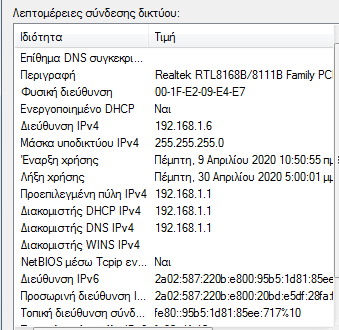 Λεπτομέρειες σύνδεσης δικτύου:
Ιδιότητα Τιμή
Επίθημα DNS συγκεκρι...
Περιγραφή Realtek RTL8168B/8111B Family PC
Φυσική διεύθυνση 00-1F-E2-09-E4-E7
Ενεργοποιημένο DHCP Ναι
Διεύθυνση IPv4 192.168.1.6
Μάσκα υποδικτύου IPv4 255.255.255.0
Έναρξη χρήσης Πέμπτη, 9 Απριλίου 2020 10:50:55 πμ
Λήξη χρήσης Πέμπτη, 30 Απριλίου 2020 5:00:01 μμ
Προεπιλεγμένη πύλη IPv4 192.168.1.1
Διακομιστής DHCP IPv4 192.168.1.1
Διακομιστής DNS IPv4 192.168.1.1
Διακομιστής WINS IPv4
NetBIOS μέσω Tcpip εν... Ναι
Διεύθυνση IPv6 2a02:587:220b:e800:95b5:1d81:85ee
Προσωρινή διεύθυνση I... 2a02:587:220b:e800:20bd:e5df:28fa:f
Τοπική διεύθυνση σύνδ... fe80::95b5:1d81:85ee:717%10